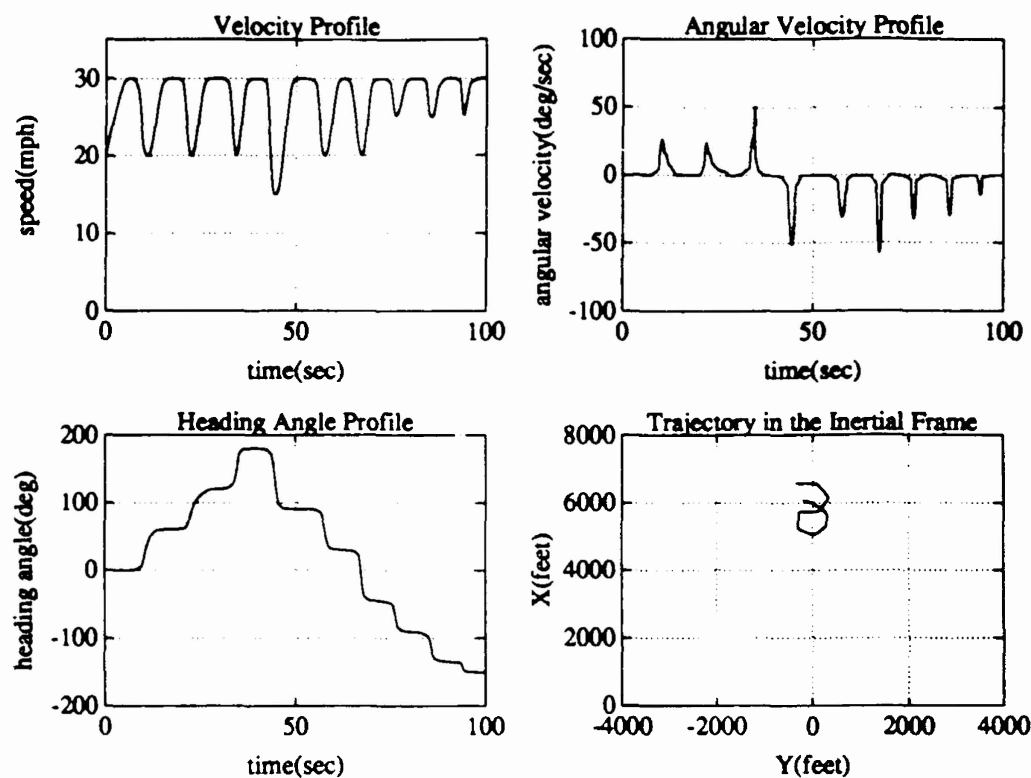 Velocity Profile
speed(mph)
30
20
10
0
0
50
100
time(sec)
Angular Velocity Profile
angular velocity(deg/sec)
100
50
0
-50
-100
0
50
100
time(sec)
Heading Angle Profile
heading angle(deg)
200
100
0
-100
-200
0
50
100
time(sec)
Trajectory in the Inertial Frame
X(feet)
8000
6000
4000
2000
0
-4000
-2000
0
2000
4000
Y(feet)